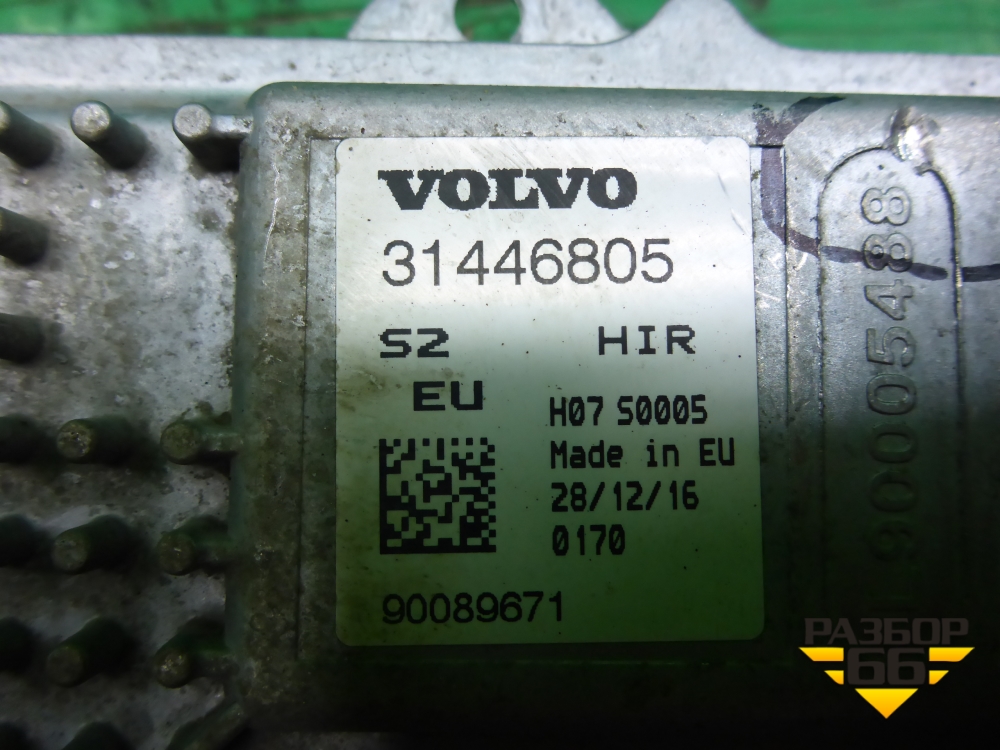 VOLVO
31446805
S2 HIR
EU
H07 S0005
Made in EU
28/12/16
0170
90089671
90005488
РАЗБОР
66